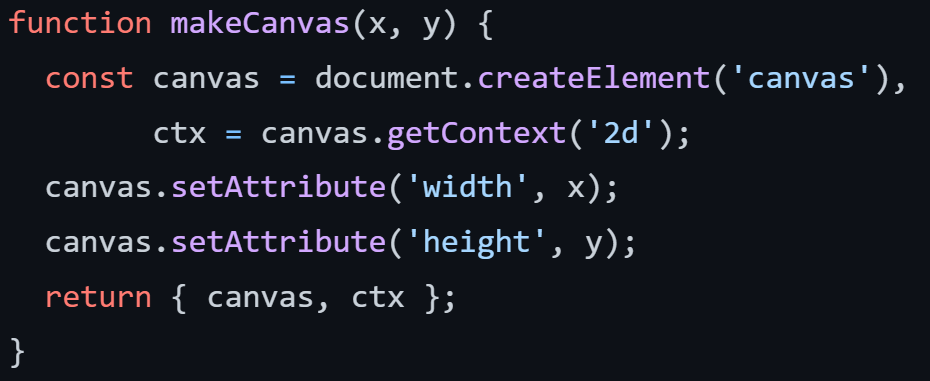 function makeCanvas(x, y) {
  const canvas = document.createElement('canvas'),
        ctx = canvas.getContext('2d');
  canvas.setAttribute('width', x);
  canvas.setAttribute('height', y);
  return { canvas, ctx };
}